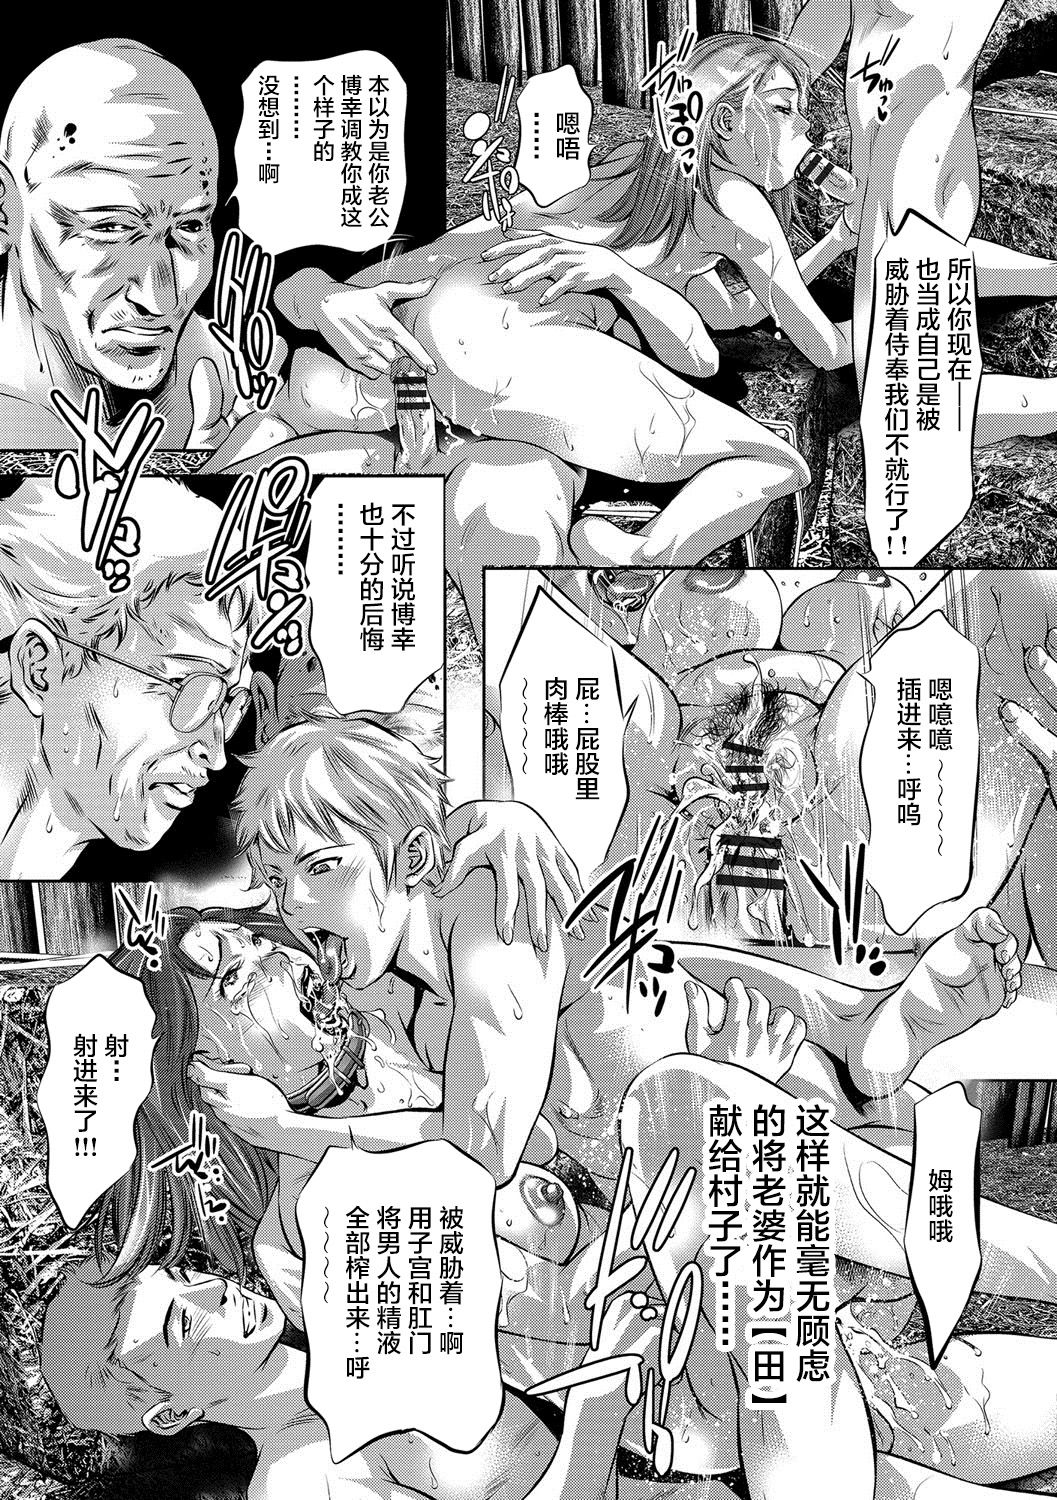 嗯唔
……
本以为是你老公
博幸调教你成这
个样子的
………
没想到…啊
所以你现在——
也当成自己是被
威胁着侍奉我们不就行了!!
不过听说博幸
也十分的后悔
………
嗯噫噫～～～～
插进来…呼呜
屁…屁股里
肉棒哦哦
～～～～
射…
射进来了!!!
姆哦哦
这样就能毫无顾虑
的将老婆作为【田】
献给村子了……
被威胁着…啊
用子宫和肛门
将男人的精液
全部榨出来…呼
～～～～